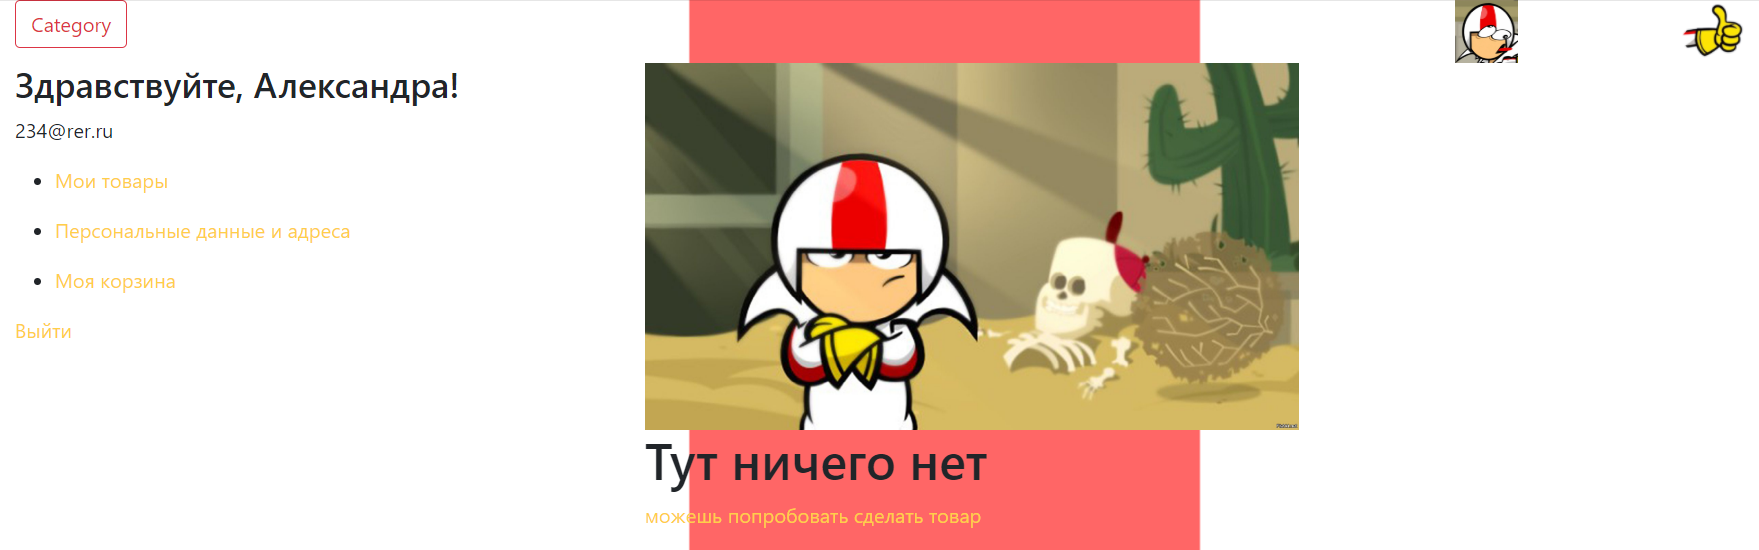 Category
Здравствуйте, Александра!
234@rer.ru
Мои товары
Персональные данные и адреса
Моя корзина
Выйти
Тут ничего нет
можешь попробовать сделать товар